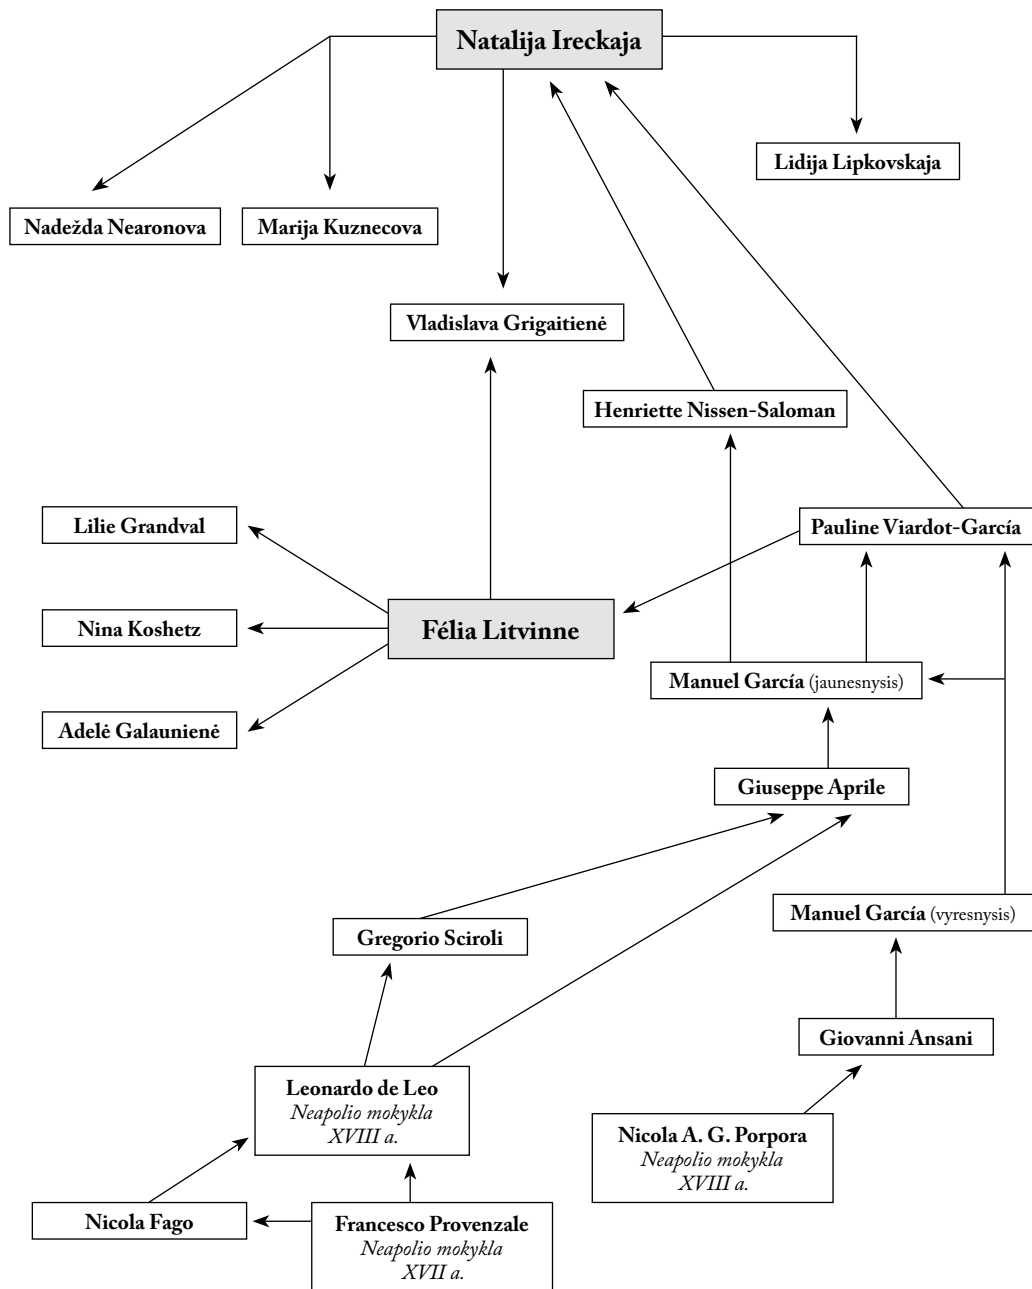 Natalija Ireckaja
Lidija Lipkovskaja
Nadežda Nearonova
Marija Kuznecova
Vladislava Grigaitienė
Henriette Nissen-Saloman
Lilie Grandval
Pauline Viardot-García
Nina Koshetz
Félia Litvinne
Manuel García (jaunesnysis)
Adelė Galaunienė
Giuseppe Aprile
Manuel García (vyresnysis)
Gregorio Sciroli
Giovanni Ansani
Leonardo de Leo
Neapolio mokykla
XVIII a.
Nicola A. G. Porpora
Neapolio mokykla
XVIII a.
Nicola Fago
Francesco Provenzale
Neapolio mokykla
XVII a.